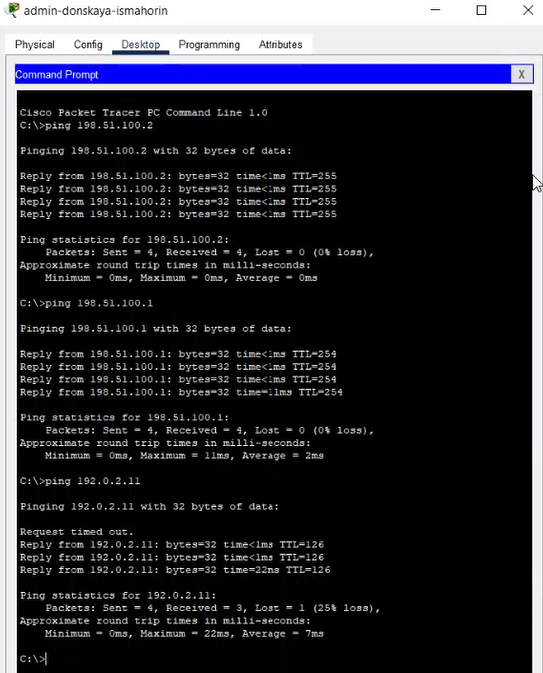 admin-donskaya-ismahorin
Physical Config Desktop Programming Attributes
Command Prompt X
Cisco Packet Tracer PC Command Line 1.0
C:\>ping 198.51.100.2
Pinging 198.51.100.2 with 32 bytes of data:
Reply from 198.51.100.2: bytes=32 time<1ms TTL=255
Reply from 198.51.100.2: bytes=32 time<1ms TTL=255
Reply from 198.51.100.2: bytes=32 time<1ms TTL=255
Reply from 198.51.100.2: bytes=32 time<1ms TTL=255
Ping statistics for 198.51.100.2:
Packets: Sent = 4, Received = 4, Lost = 0 (0% loss),
Approximate round trip times in milli-seconds:
Minimum = 0ms, Maximum = 0ms, Average = 0ms
C:\>ping 198.51.100.1
Pinging 198.51.100.1 with 32 bytes of data:
Reply from 198.51.100.1: bytes=32 time<1ms TTL=254
Reply from 198.51.100.1: bytes=32 time<1ms TTL=254
Reply from 198.51.100.1: bytes=32 time<1ms TTL=254
Reply from 198.51.100.1: bytes=32 time=11ms TTL=254
Ping statistics for 198.51.100.1:
Packets: Sent = 4, Received = 4, Lost = 0 (0% loss),
Approximate round trip times in milli-seconds:
Minimum = 0ms, Maximum = 11ms, Average = 2ms
C:\>ping 192.0.2.11
Pinging 192.0.2.11 with 32 bytes of data:
Request timed out.
Reply from 192.0.2.11: bytes=32 time<1ms TTL=126
Reply from 192.0.2.11: bytes=32 time<1ms TTL=126
Reply from 192.0.2.11: bytes=32 time=22ms TTL=126
Ping statistics for 192.0.2.11:
Packets: Sent = 4, Received = 3, Lost = 1 (25% loss),
Approximate round trip times in milli-seconds:
Minimum = 0ms, Maximum = 22ms, Average = 7ms
C:\>